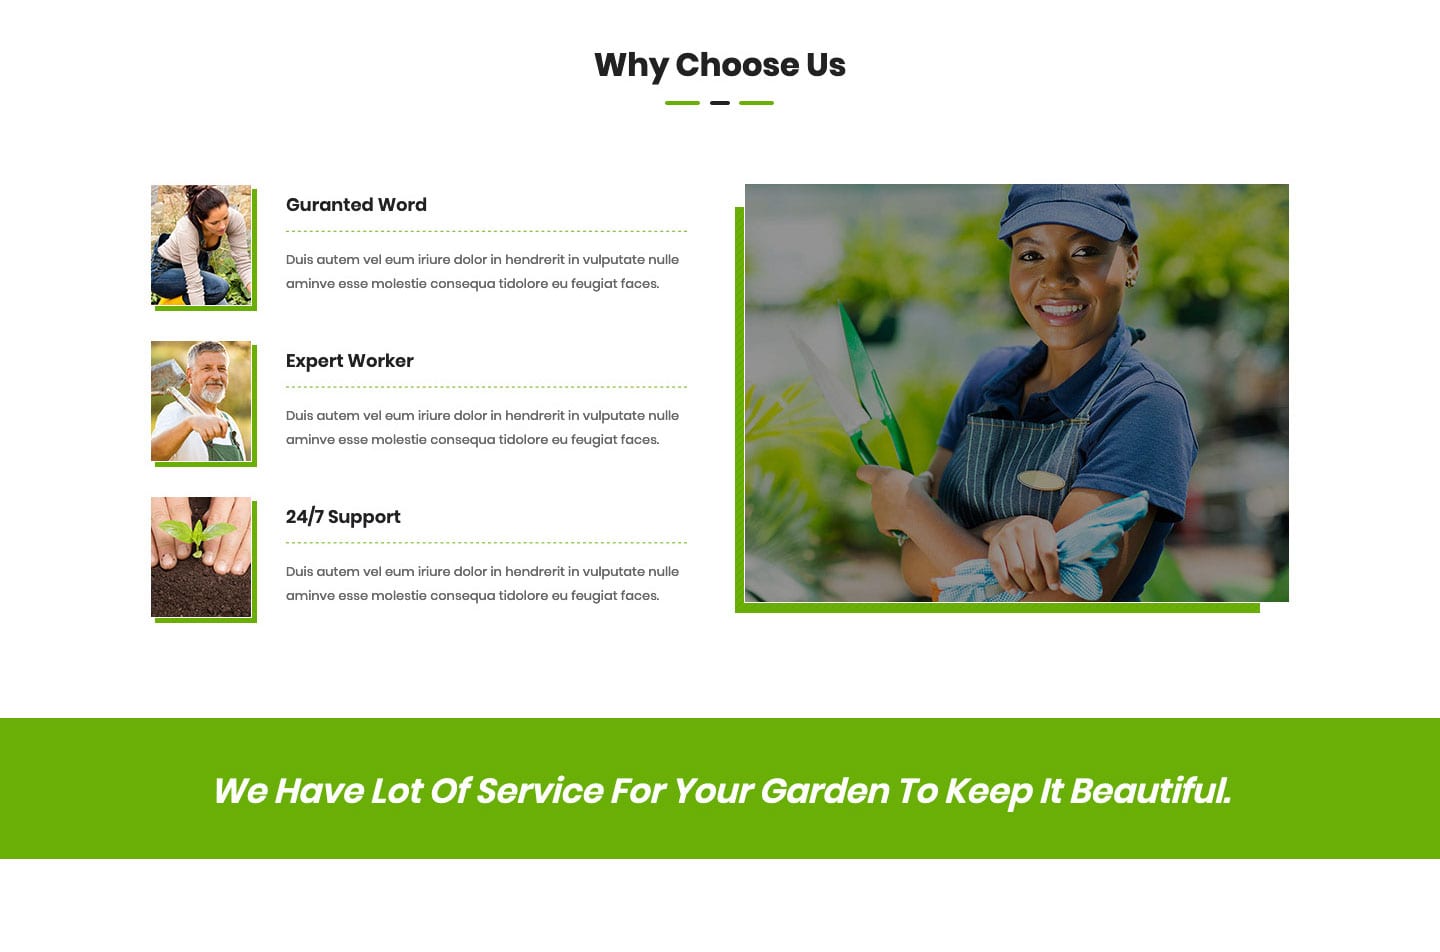 Why Choose Us
Guranted Word
Duis autem vel eum iriure dolor in hendrerit in vulputate nulle
aminve esse molestie consequa tidolore eu feugiat faces.
Expert Worker
Duis autem vel eum iriure dolor in hendrerit in vulputate nulle
aminve esse molestie consequa tidolore eu feugiat faces.
24/7 Support
Duis autem vel eum iriure dolor in hendrerit in vulputate nulle
aminve esse molestie consequa tidolore eu feugiat faces.
We Have Lot Of Service For Your Garden To Keep It Beautiful.